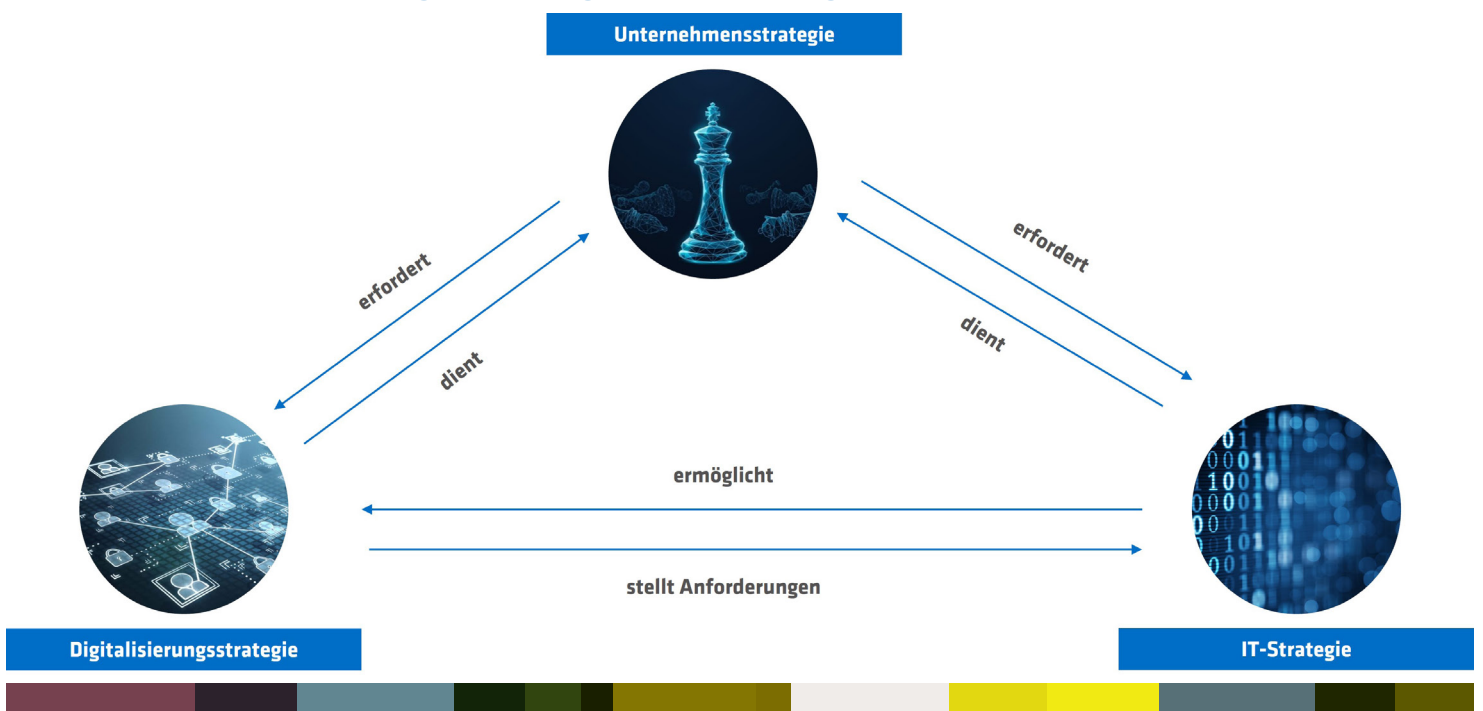 Unternehmensstrategie
erfordert
erfordert
dient
dient
ermöglicht
stellt Anforderungen
Digitalisierungsstrategie
IT-Strategie